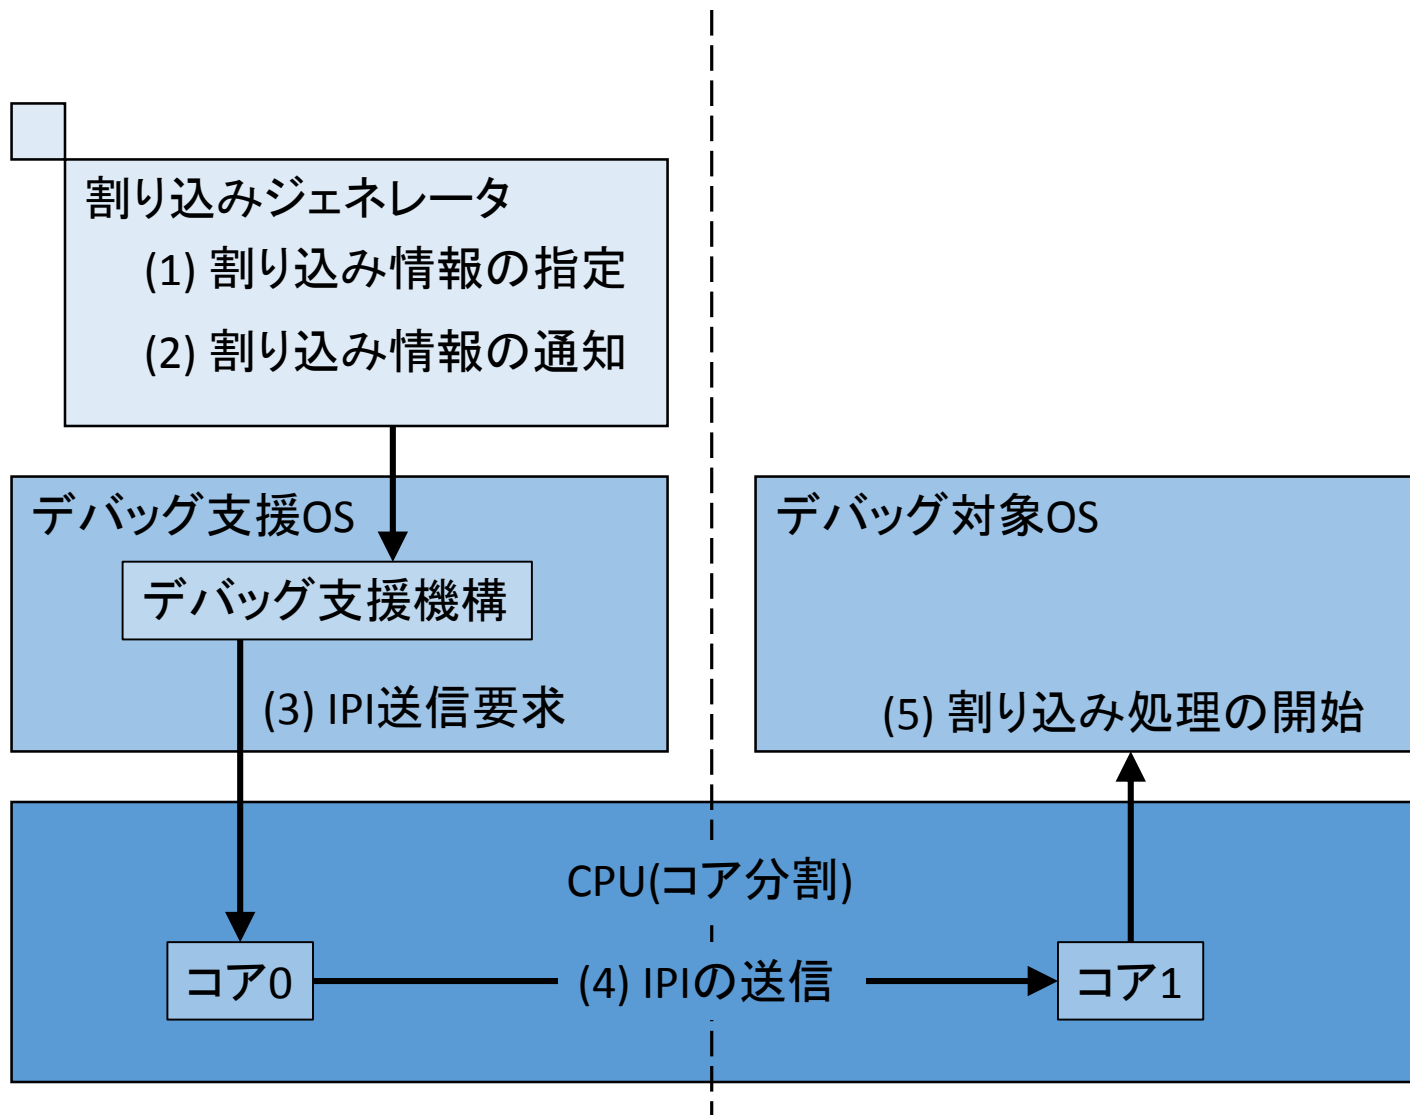 割り込みジェネレータ
(1) 割り込み情報の指定
(2) 割り込み情報の通知
デバッグ支援OS
デバッグ支援機構
(3) IPI送信要求
デバッグ対象OS
(5) 割り込み処理の開始
CPU(コア分割)
コア0
(4) IPIの送信
コア1